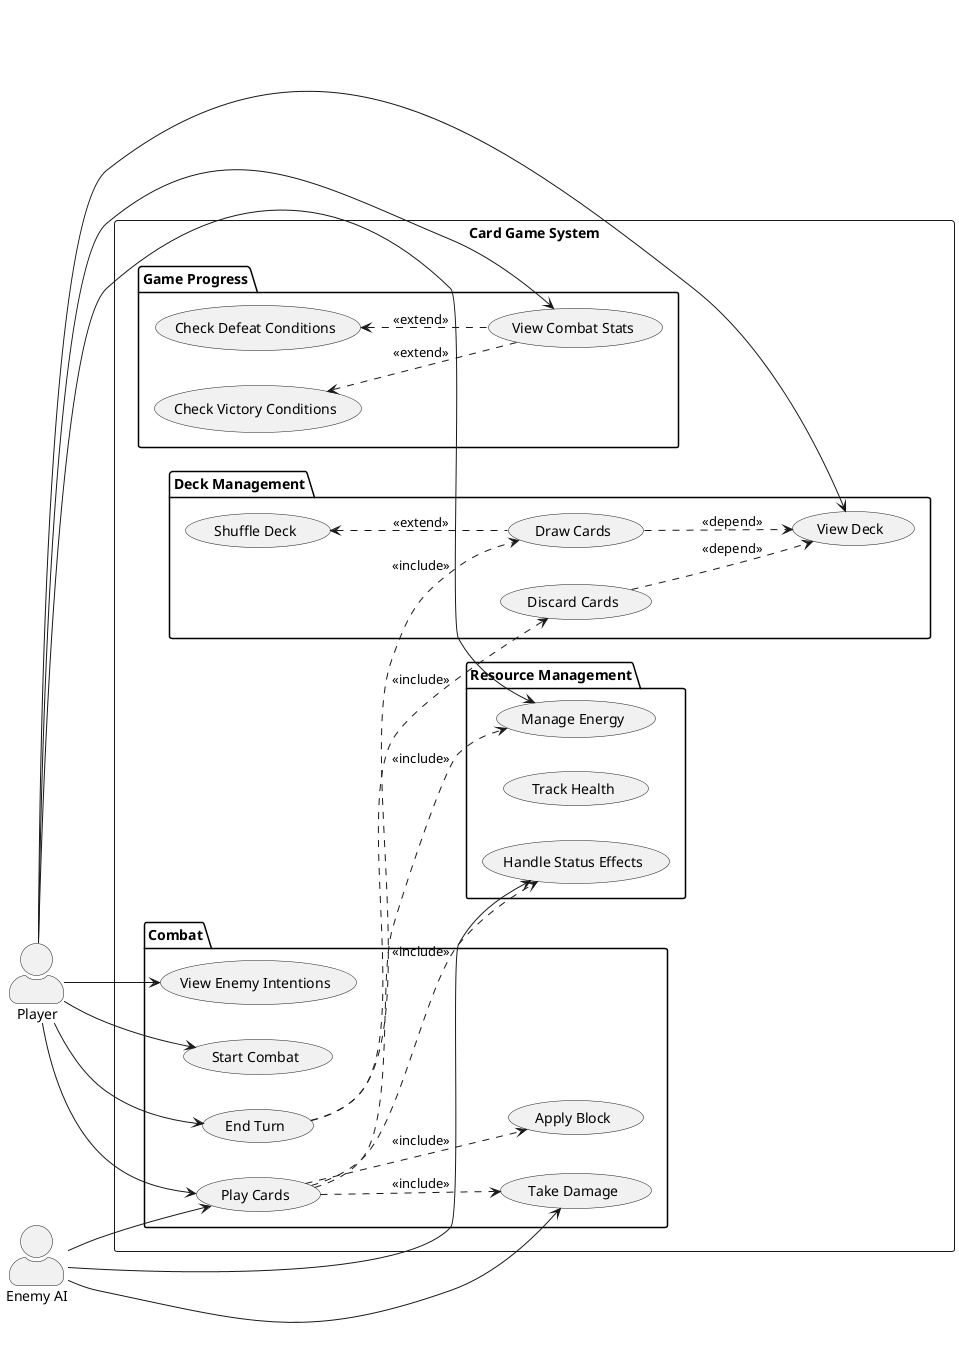 Card Game System
Game Progress
Check Defeat Conditions
«extend»
View Combat Stats
«extend»
Check Victory Conditions
Deck Management
Shuffle Deck
«extend»
Draw Cards
«depend»
View Deck
«depend»
«include»
Discard Cards
«include»
Resource Management
Manage Energy
«include»
Track Health
Handle Status Effects
«include»
Combat
View Enemy Intentions
Player
Start Combat
End Turn
Apply Block
«include»
Play Cards
«include»
Take Damage
Enemy AI